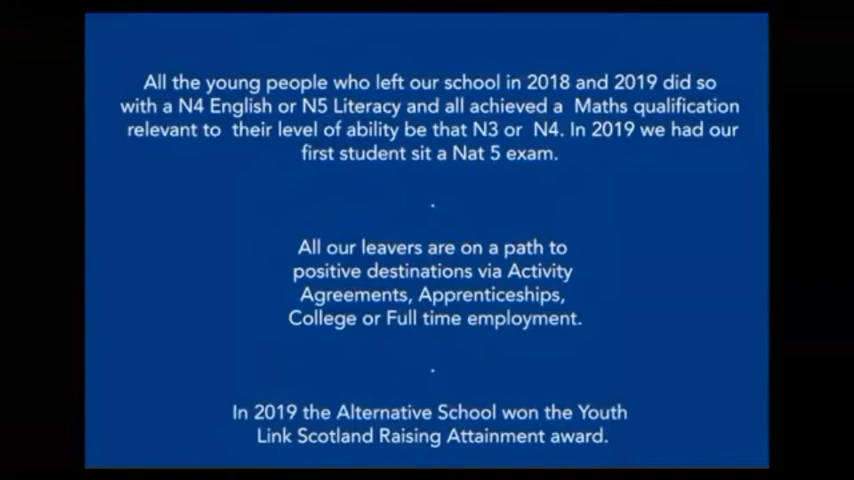 All the young people who left our school in 2018 and 2019 did so
with a N4 English or N5 Literacy and all achieved a Maths qualification
relevant to their level of ability be that N3 or N4. In 2019 we had our
first student sit a Nat 5 exam.
.
All our leavers are on a path to
positive destinations via Activity
Agreements, Apprenticeships,
College or Full time employment.
.
In 2019 the Alternative School won the Youth
Link Scotland Raising Attainment award.